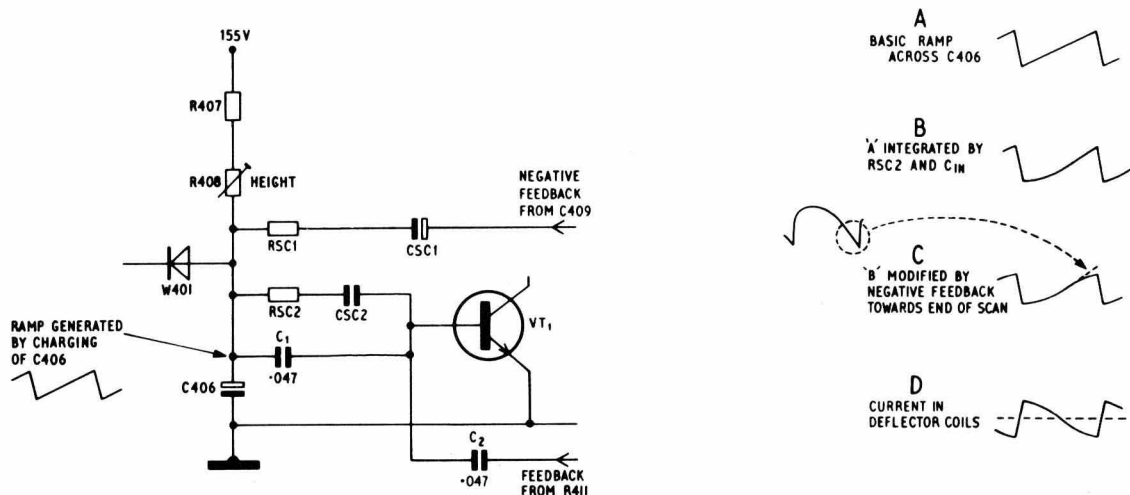 155V
R407
R408 HEIGHT
NEGATIVE
FEEDBACK
FROM C409
RSC1
CSC1
W401
RSC2
CSC2
VT1
RAMP GENERATED
BY CHARGING
OF C406
C1
·047
C406
C2
·047
FEEDBACK
FROM R411
A
BASIC RAMP
ACROSS C406
B
'A' INTEGRATED BY
RSC2 AND CIN
C
'B' MODIFIED BY
NEGATIVE FEEDBACK
TOWARDS END OF SCAN
D
CURRENT IN
DEFLECTOR COILS